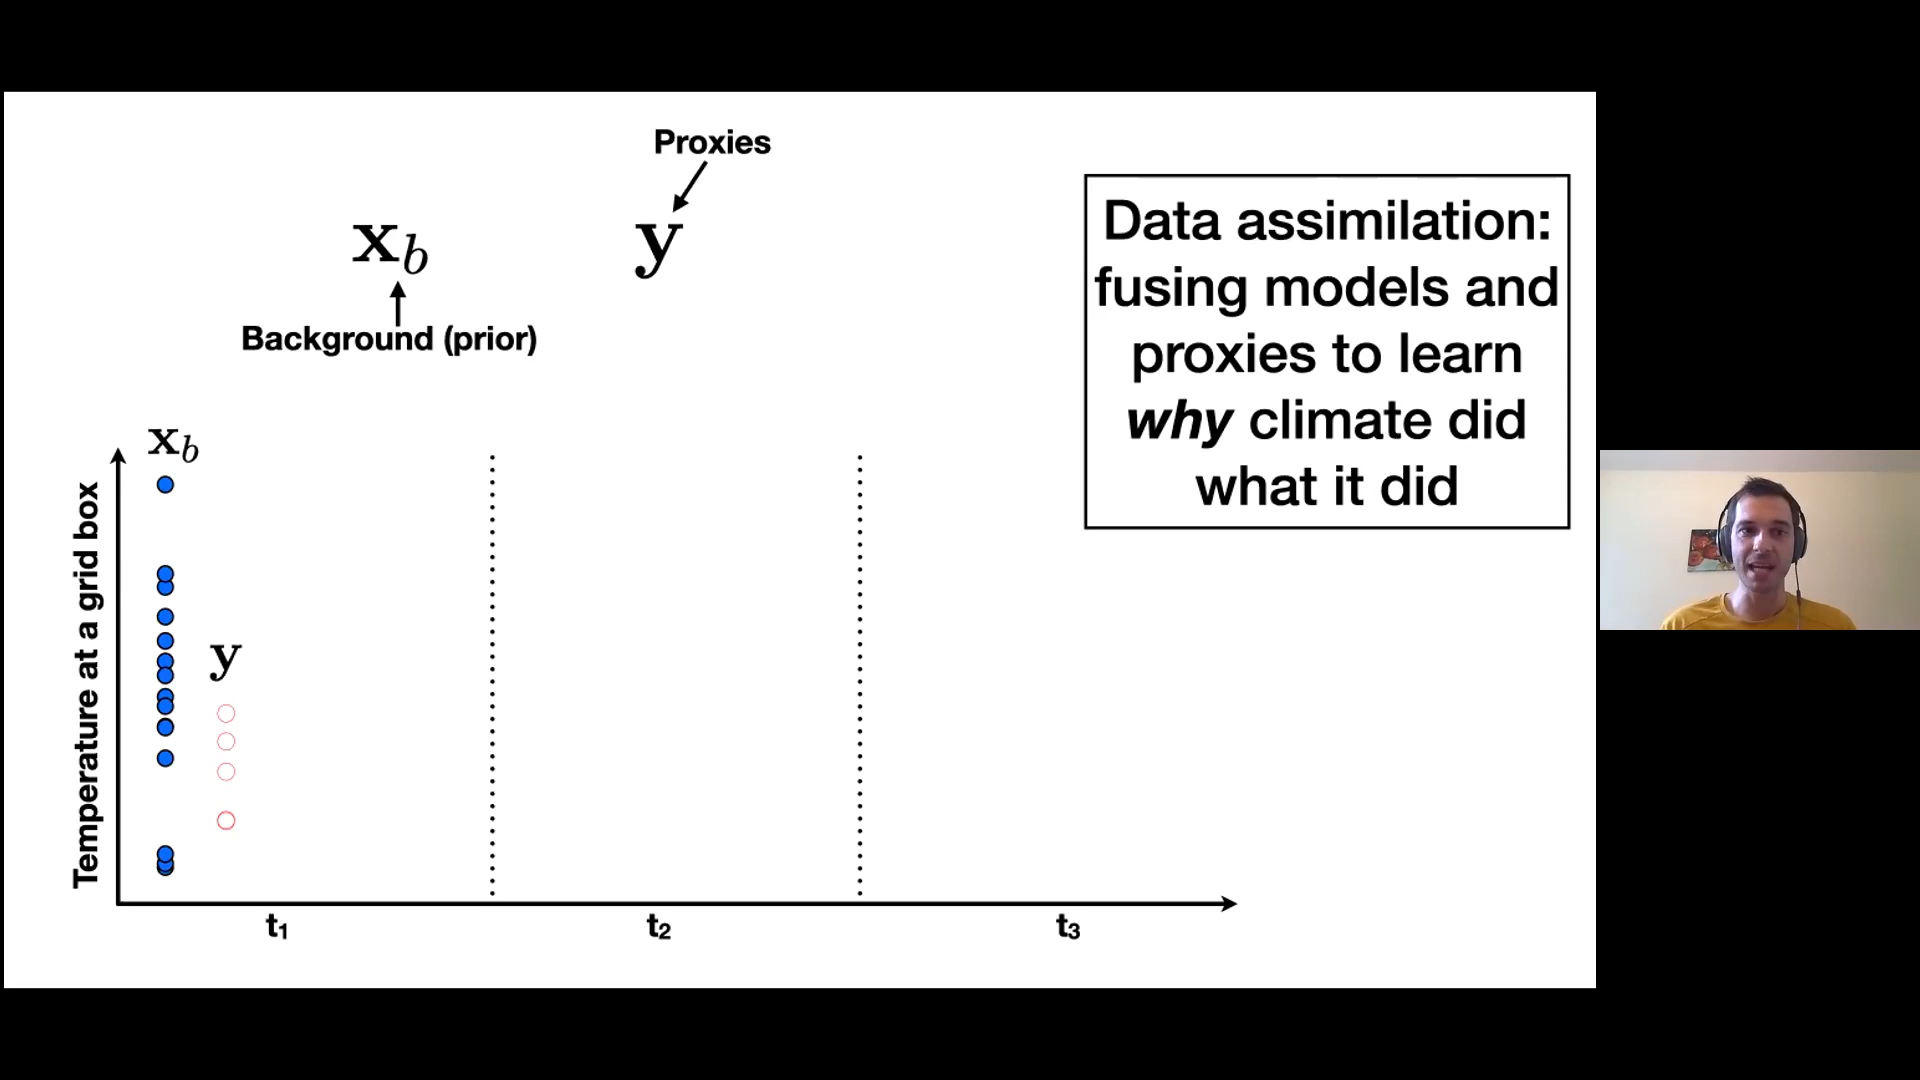 Proxies
x_b
y
Background (prior)
Data assimilation:
fusing models and
proxies to learn
why climate did
what it did
x_b
y
Temperature at a grid box
t₁
t₂
t₃